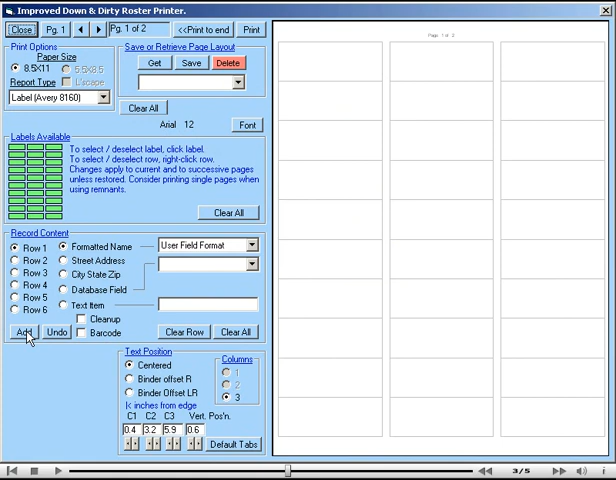 Improved Down & Dirty Roster Printer.
Close Pg. 1 Pg. 1 of 2 <<Print to end Print
Print Options
Paper Size
8.5X11 5.5X8.5
Report Type L'scape
Label (Avery 8160)
Save or Retrieve Page Layout
Get Save Delete
Clear All
Arial 12 Font
Labels Available
To select / deselect label, click label.
To select / deselect row, right-click row.
Changes apply to current and to successive pages
unless restored. Consider printing single pages when
using remnants.
Clear All
Record Content
Row 1 Formatted Name User Field Format
Row 2 Street Address
Row 3 City State Zip
Row 4 Database Field
Row 5 Text Item
Row 6
Cleanup
Add Undo Barcode Clear Row Clear All
Text Position
Centered
Binder offset R
Binder Offset LR
Columns
1
2
3
|< inches from edge
C1 C2 C3 Vert. Pos'n.
0.4 3.2 5.9 0.6
Default Tabs
Page 1 of 2
3/5